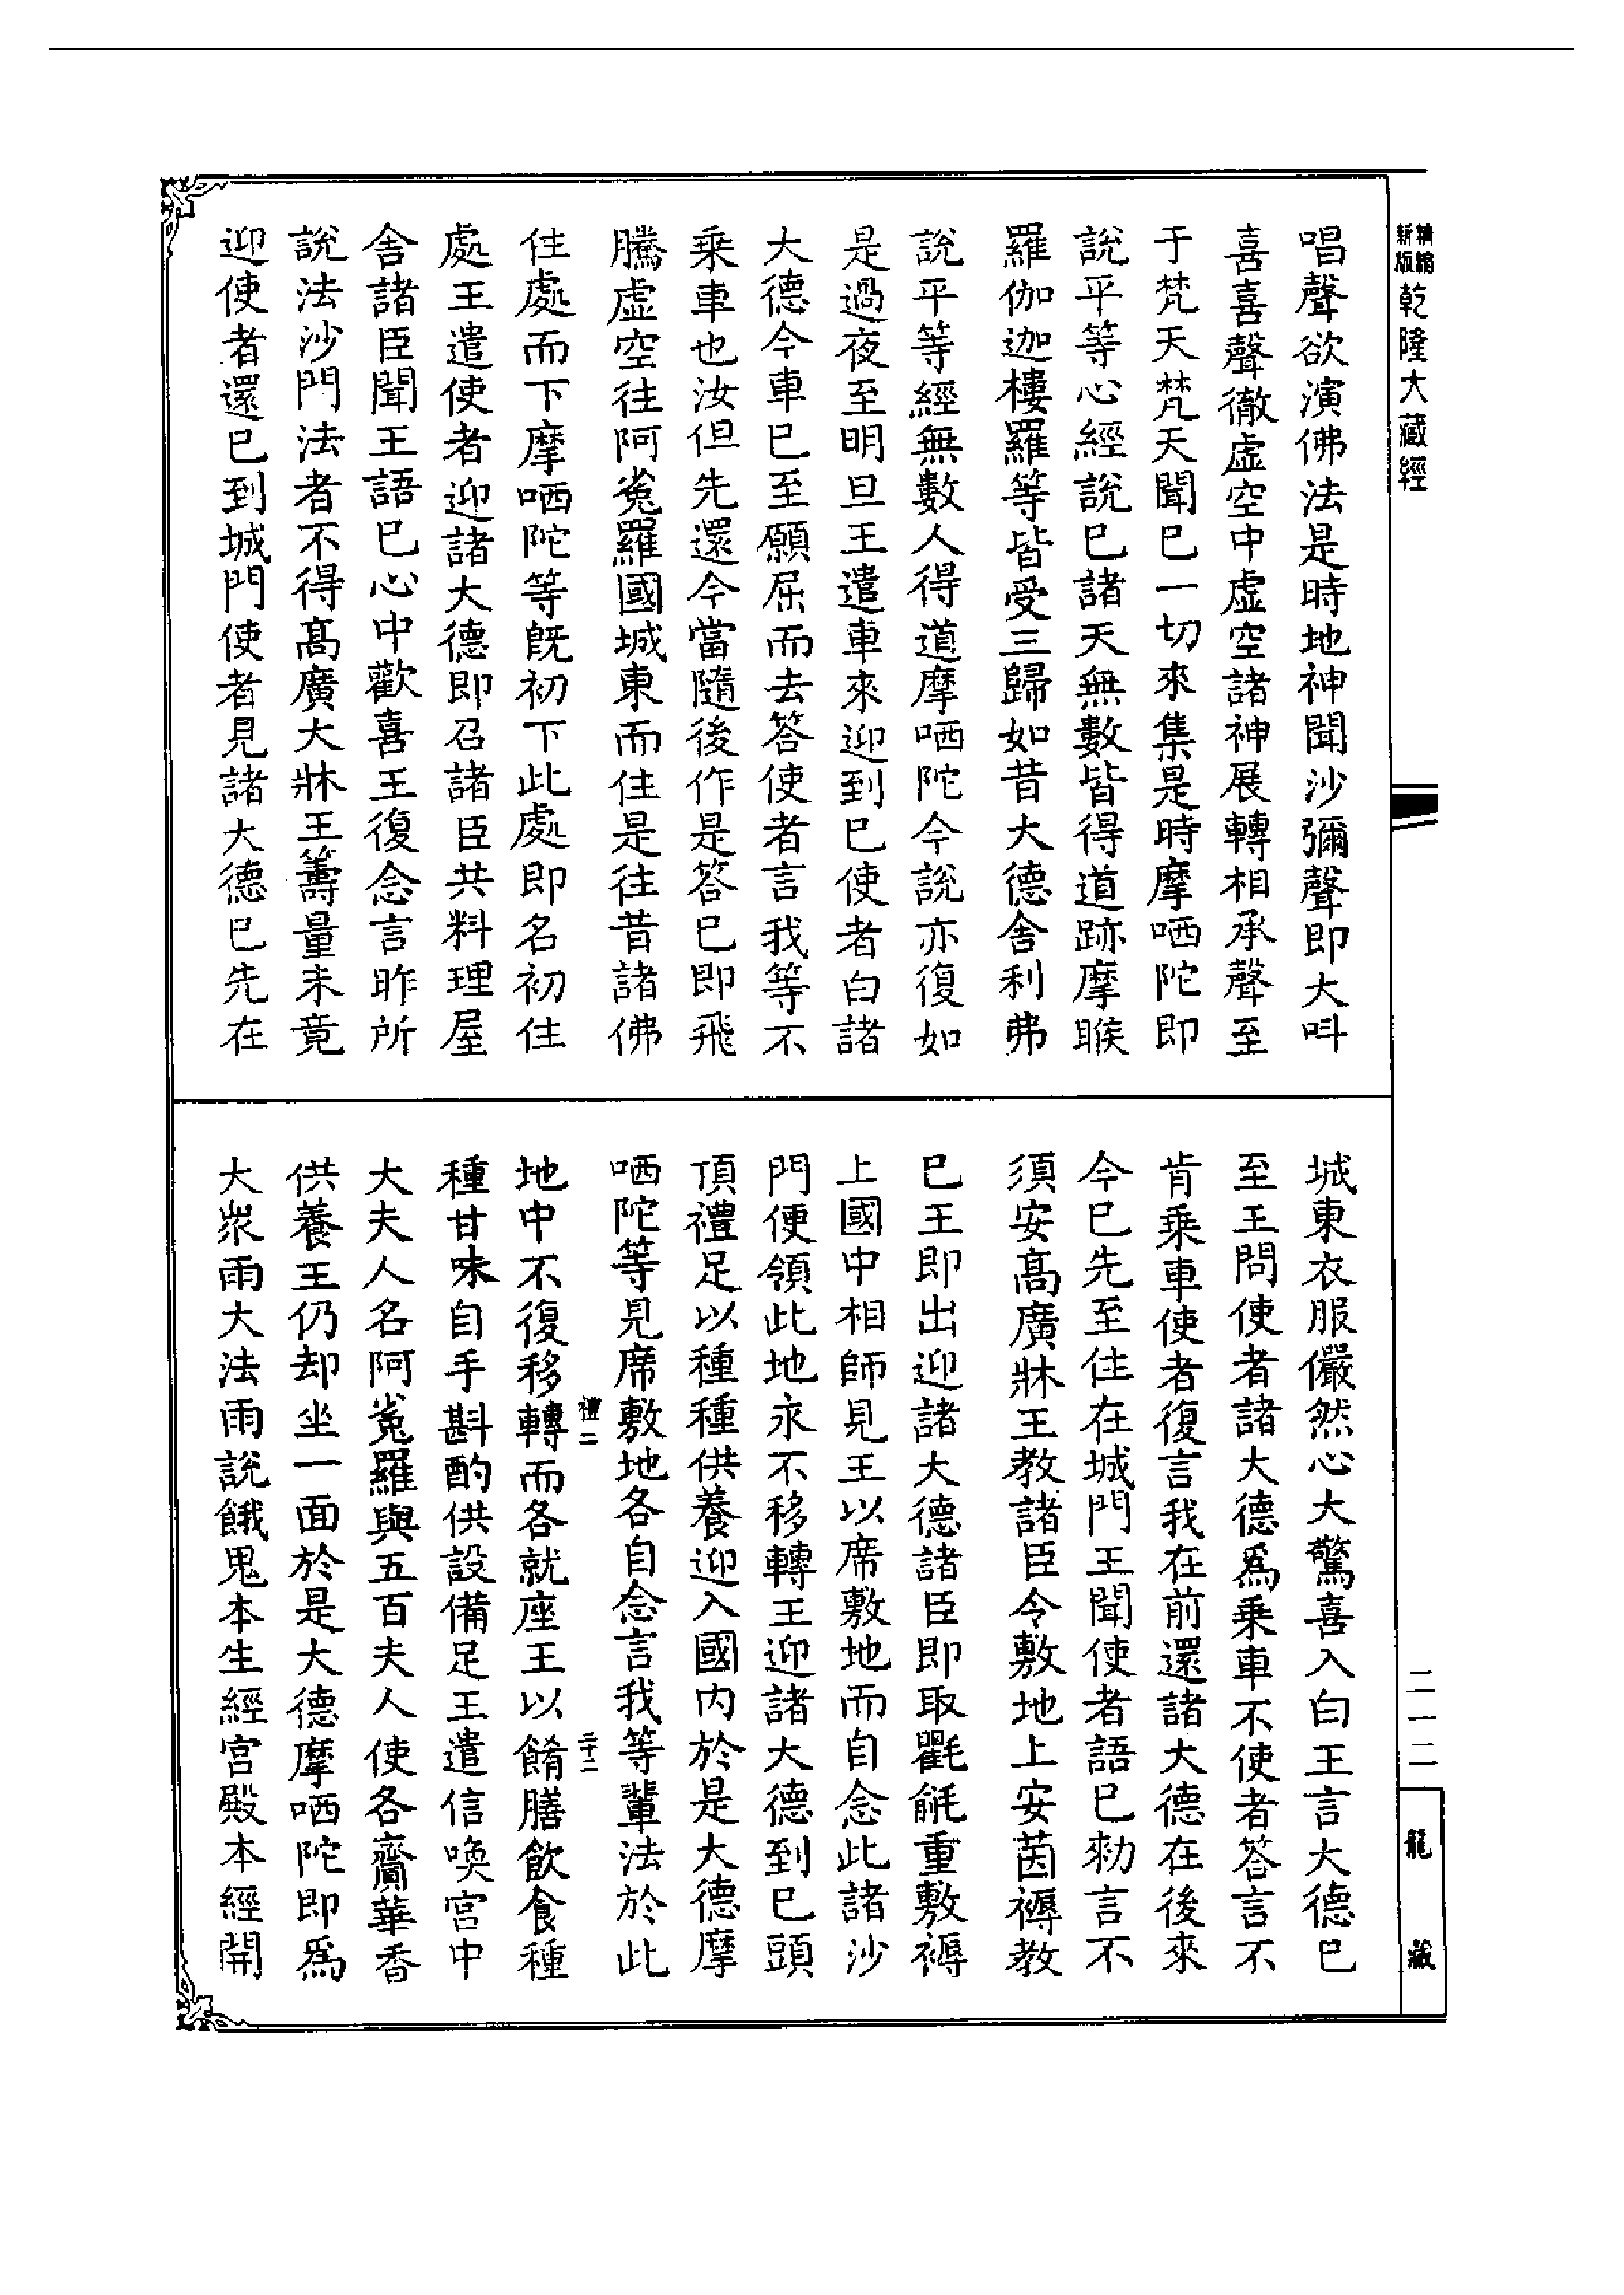 新版精縮乾隆大藏經
唱聲欲演佛法是時地神聞沙彌聲即大呌
喜喜聲徹虛空中虛空諸神展轉相承聲至
于梵天梵天聞巳一切來集是時摩哂陀即
說平等心經說巳諸天無數皆得道跡摩睺
羅伽迦樓羅等皆受三歸如昔大德舍利弗
說平等經無數人得道摩哂陀今說亦復如
是過夜至明旦王遣車來迎到巳使者白諸
大德今車巳至願屈而去答使者言我等不
乘車也汝但先還今當隨後作是答巳即飛
騰虛空往阿㝹羅國城東而住是往昔諸佛
住處而下摩哂陀等旣初下此處即名初住
處王遣使者迎諸大德即召諸臣共料理屋
舍諸臣聞王語巳心中歡喜王復念言昨所
說法沙門法者不得髙廣大牀王籌量未竟
迎使者還巳到城門使者見諸大德巳先在
城東衣服儼然心大驚喜入白王言大德巳
至王問使者諸大德爲乘車不使者答言不
肯乘車使者復言我在前還諸大德在後來
今巳先至住在城門王聞使者語巳勑言不
須安髙廣牀王教諸臣令敷地上安茵褥教
巳王即出迎諸大德諸臣即取氍毹重敷褥
上國中相師見王以席敷地而自念此諸沙
門便領此地永不移轉王迎諸大德到巳頭
頂禮足以種種供養迎入國內於是大德摩
哂陀等見席敷地各自念言我等輩法於此
地中不復移轉而各就座王以餚膳飲食種
禮二
二十二
種甘味自手斟酌供設備足王遣信喚宫中
大夫人名阿㝹羅與五百夫人使各齎華香
供養王仍却坐一面於是大德摩哂陀即爲
大衆雨大法雨說餓鬼本生經宫殿本經開
二一二
龍藏